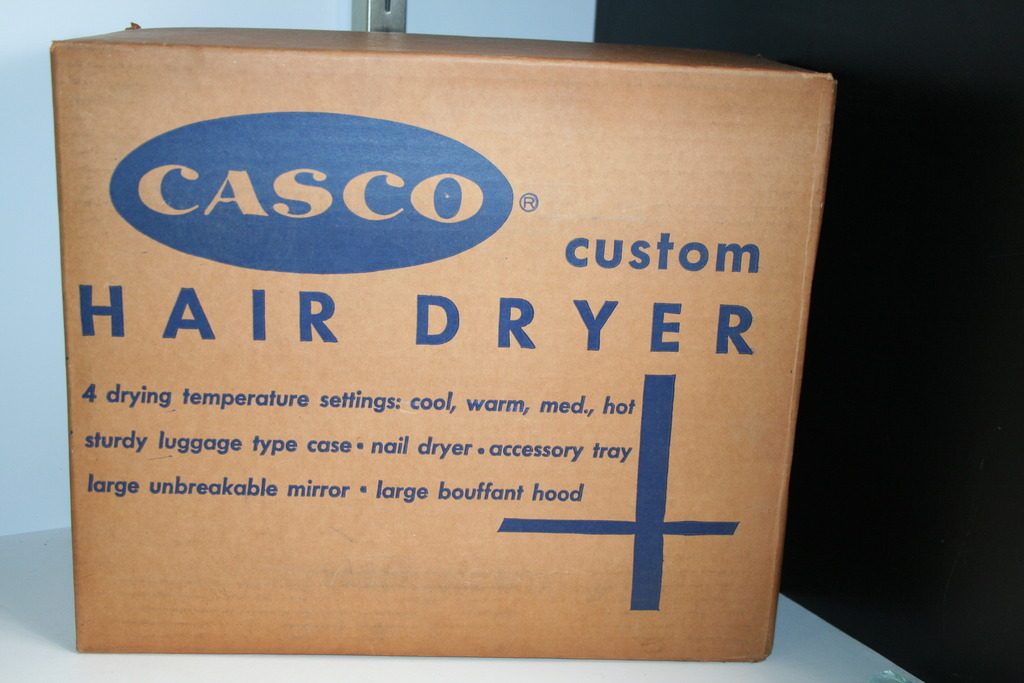 CASCO ®
custom
HAIR DRYER
4 drying temperature settings: cool, warm, med., hot
sturdy luggage type case • nail dryer • accessory tray
large unbreakable mirror • large bouffant hood